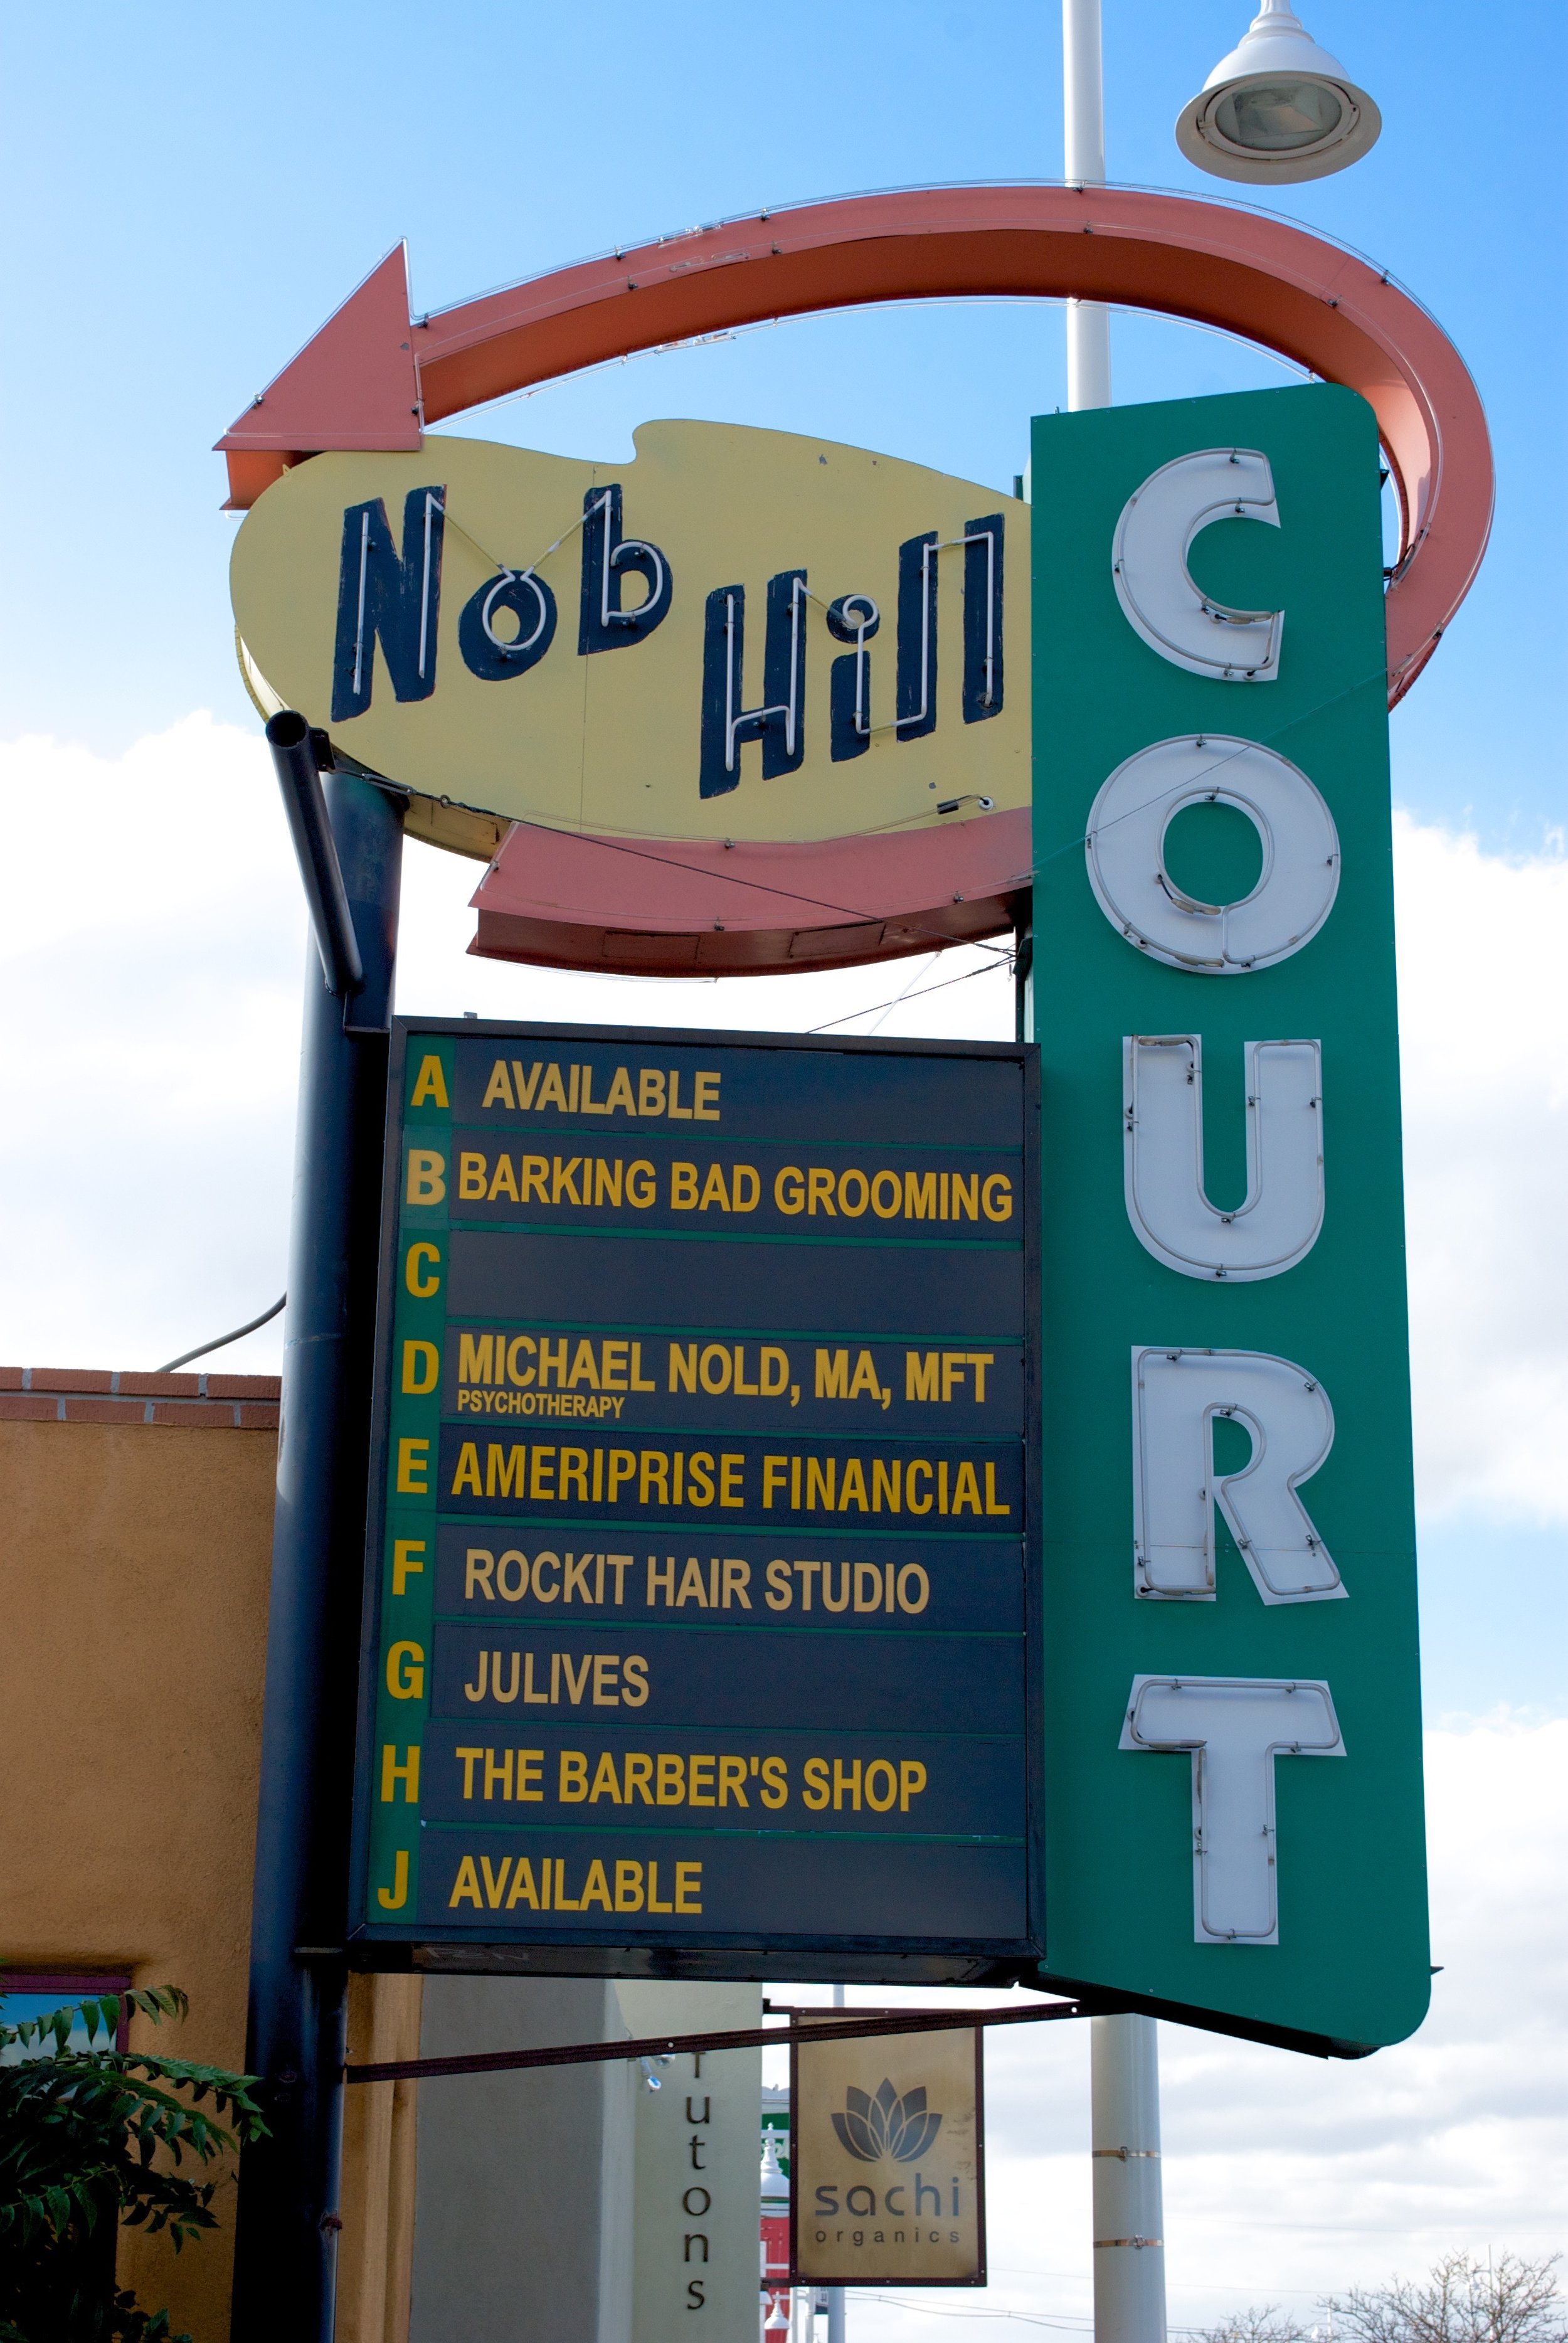 Nob Hill
COURT
A AVAILABLE
B BARKING BAD GROOMING
C
D MICHAEL NOLD, MA, MFT
PSYCHOTHERAPY
E AMERIPRISE FINANCIAL
F ROCKIT HAIR STUDIO
G JULIVES
H THE BARBER'S SHOP
J AVAILABLE
futons
sachi
organics